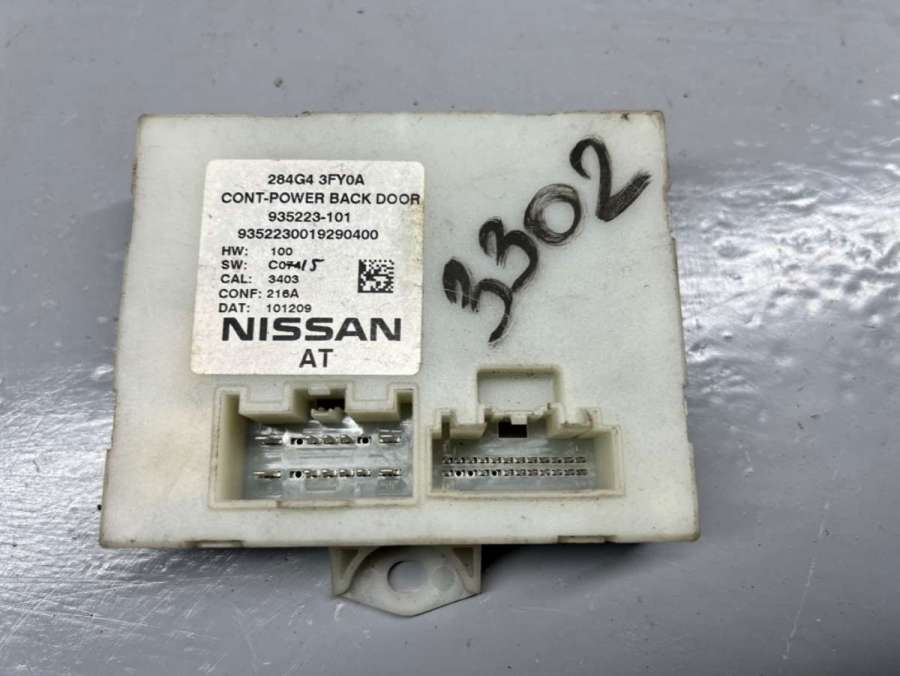 284G4 3FY0A
CONT-POWER BACK DOOR
935223-101
9352230019290400
HW: 100
SW: C0715
CAL: 3403
CONF: 216A
DAT: 101209
NISSAN
AT
3302